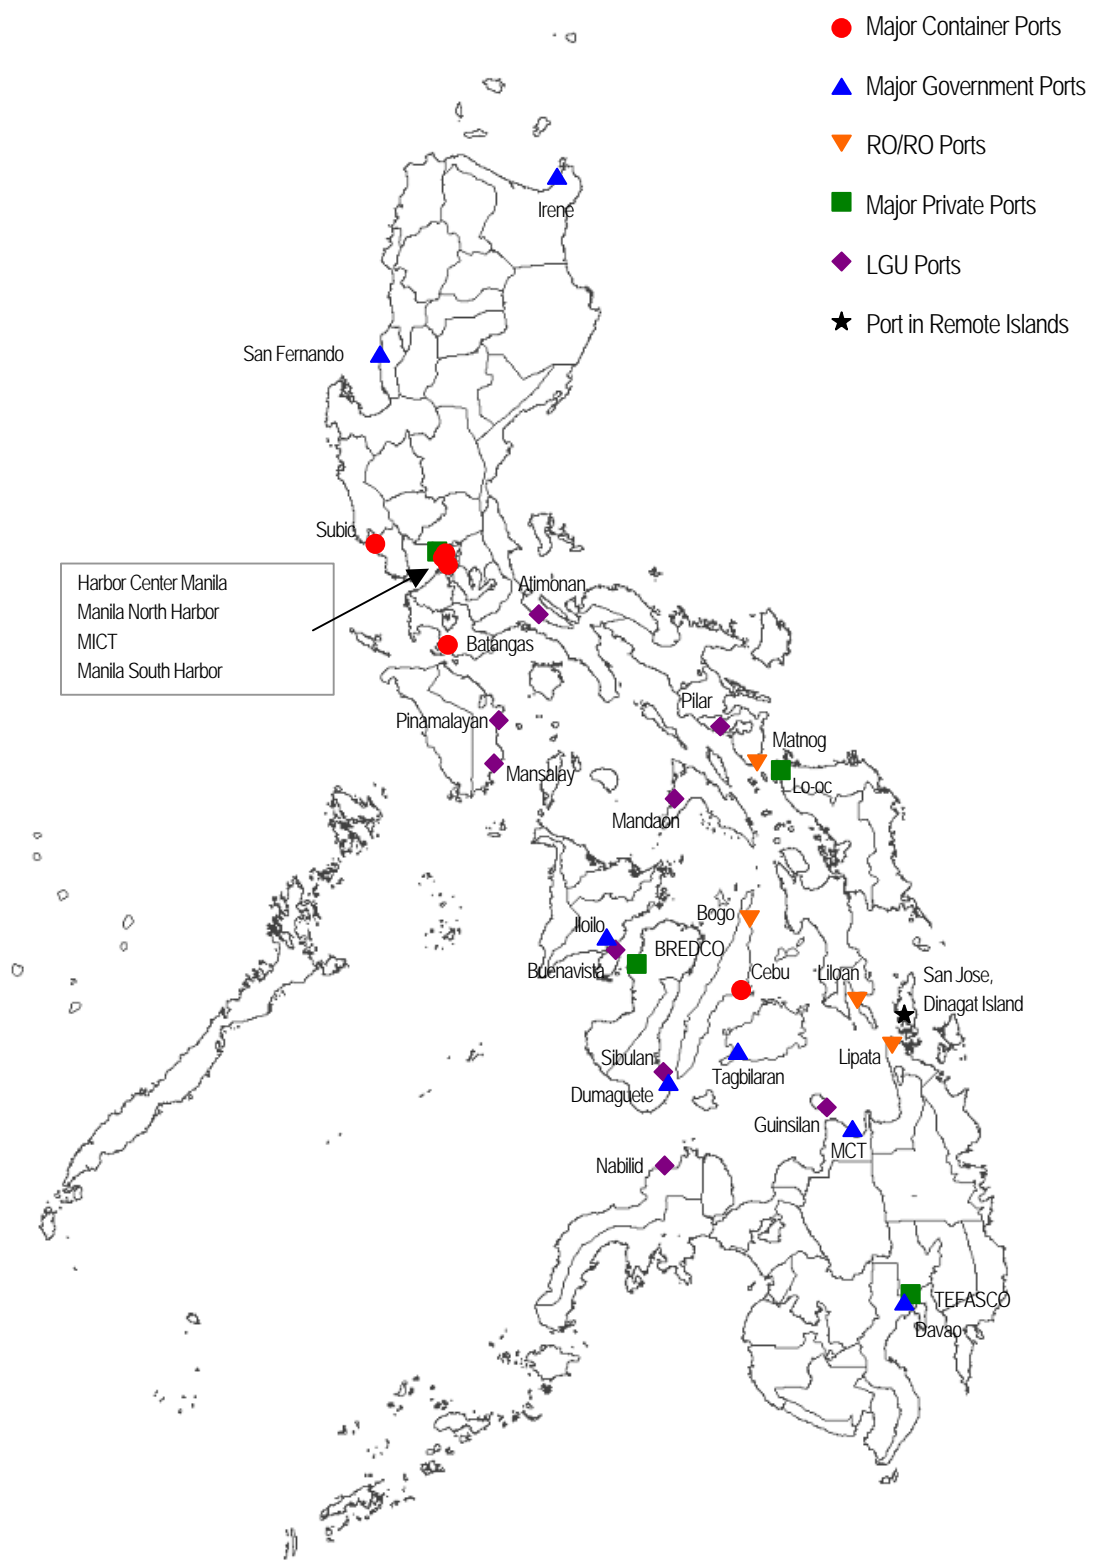 Major Container Ports
Major Government Ports
RO/RO Ports
Major Private Ports
LGU Ports
Port in Remote Islands
Irene
San Fernando
Subic
Harbor Center Manila
Manila North Harbor
MICT
Manila South Harbor
Atimonan
Batangas
Pilar
Pinamalayan
Matnog
Mansalay
Lo-oc
Mandaon
Bogo
Iloilo
BREDCO
Buenavista
Cebu
Liloan
San Jose,
Dinagat Island
Lipata
Sibulan
Tagbilaran
Dumaguete
Guinsilan
MCT
Nabilid
TEFASCO
Davao